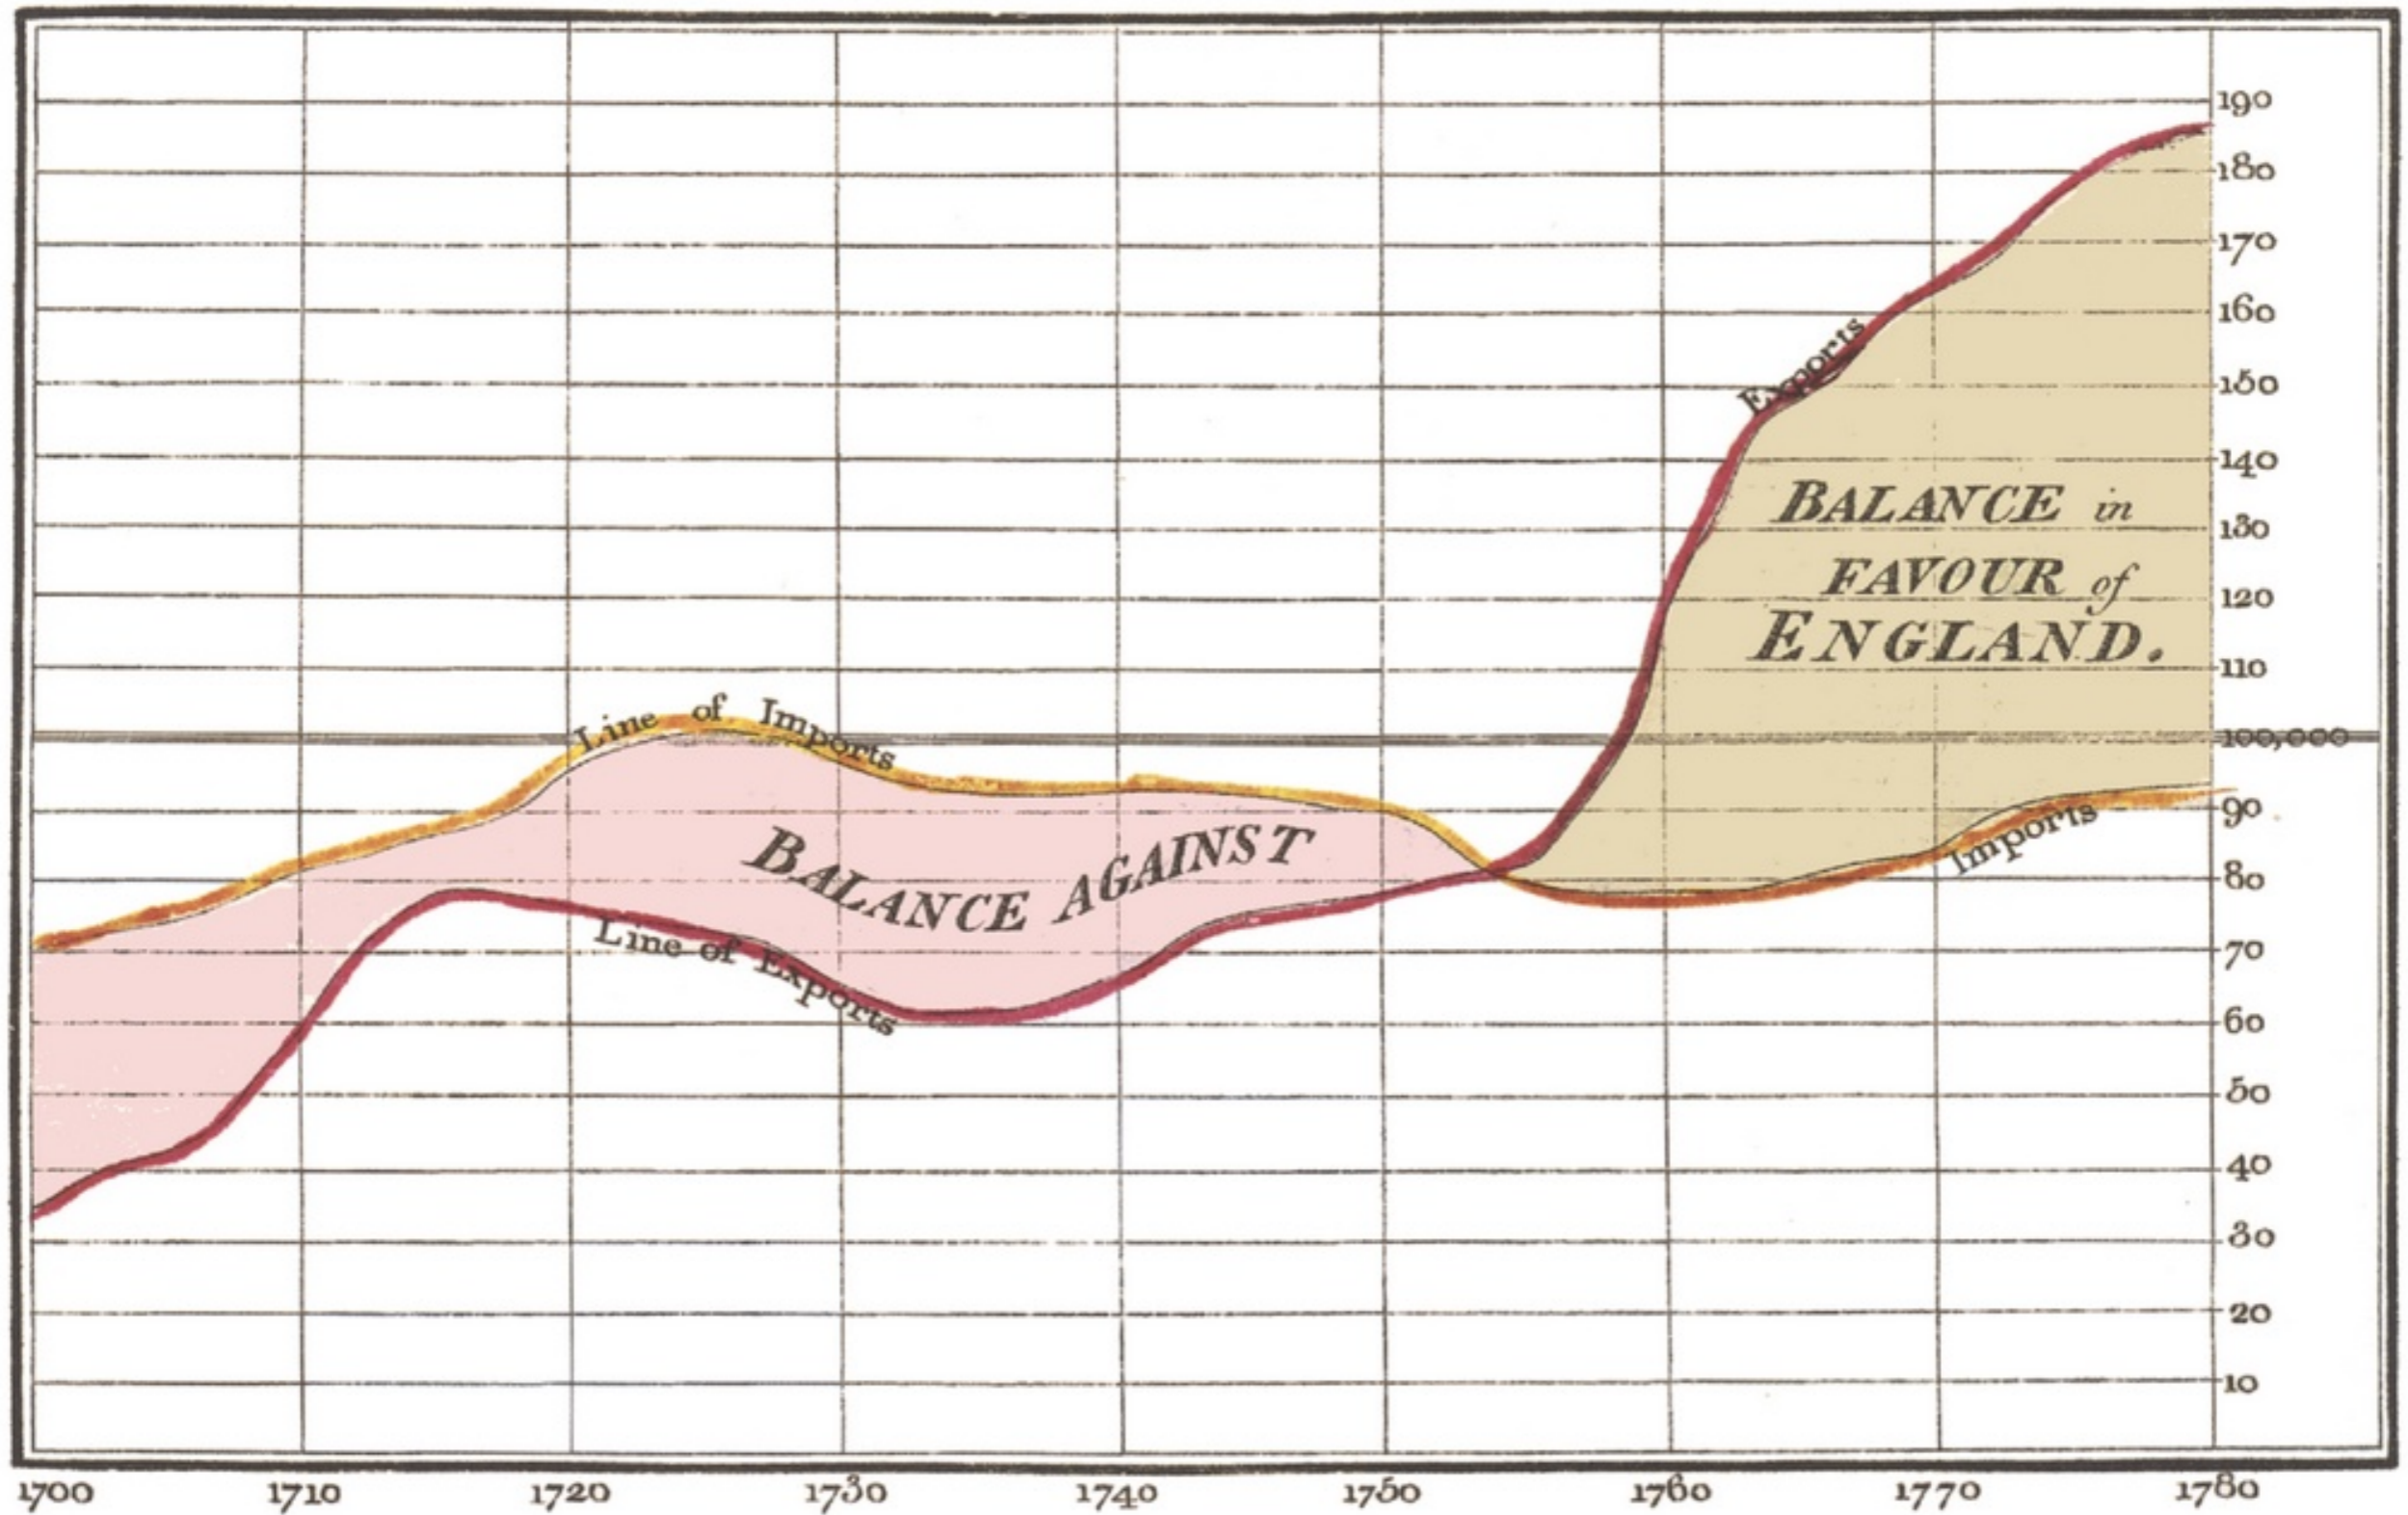 190
180
170
160
150
140
130
120
110
100,000
90
80
70
60
50
40
30
20
10
Exports
BALANCE in
FAVOUR of
ENGLAND.
Line of Imports
BALANCE AGAINST
Line of Exports
Imports
1700 1710 1720 1730 1740 1750 1760 1770 1780